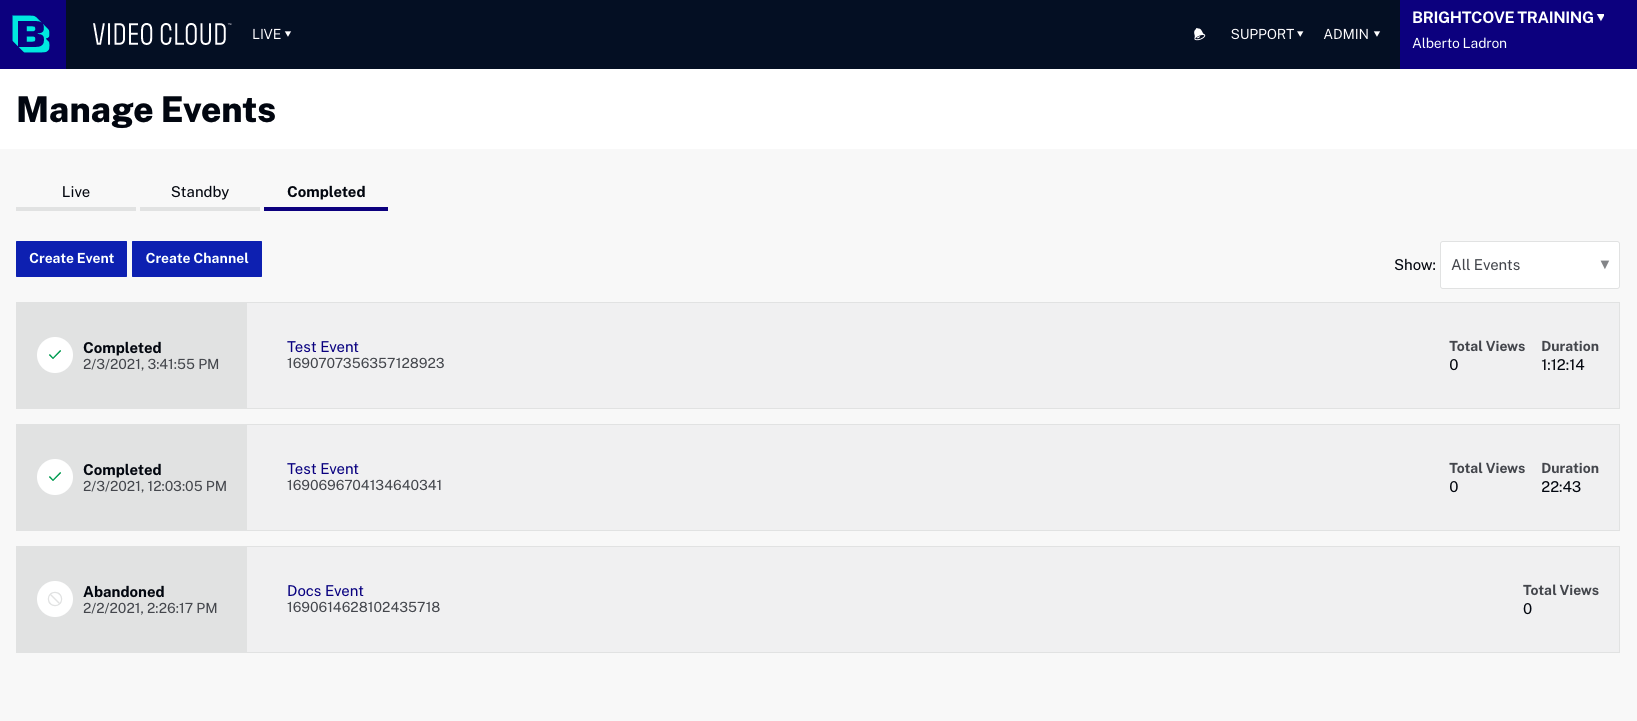 VIDEO CLOUD™
LIVE ▾
SUPPORT ▾
ADMIN ▾
BRIGHTCOVE TRAINING ▾
Alberto Ladron
Manage Events
Live
Standby
Completed
Create Event
Create Channel
Show:
All Events
Completed
2/3/2021, 3:41:55 PM
Test Event
1690707356357128923
Total Views
0
Duration
1:12:14
Completed
2/3/2021, 12:03:05 PM
Test Event
1690696704134640341
Total Views
0
Duration
22:43
Abandoned
2/2/2021, 2:26:17 PM
Docs Event
1690614628102435718
Total Views
0